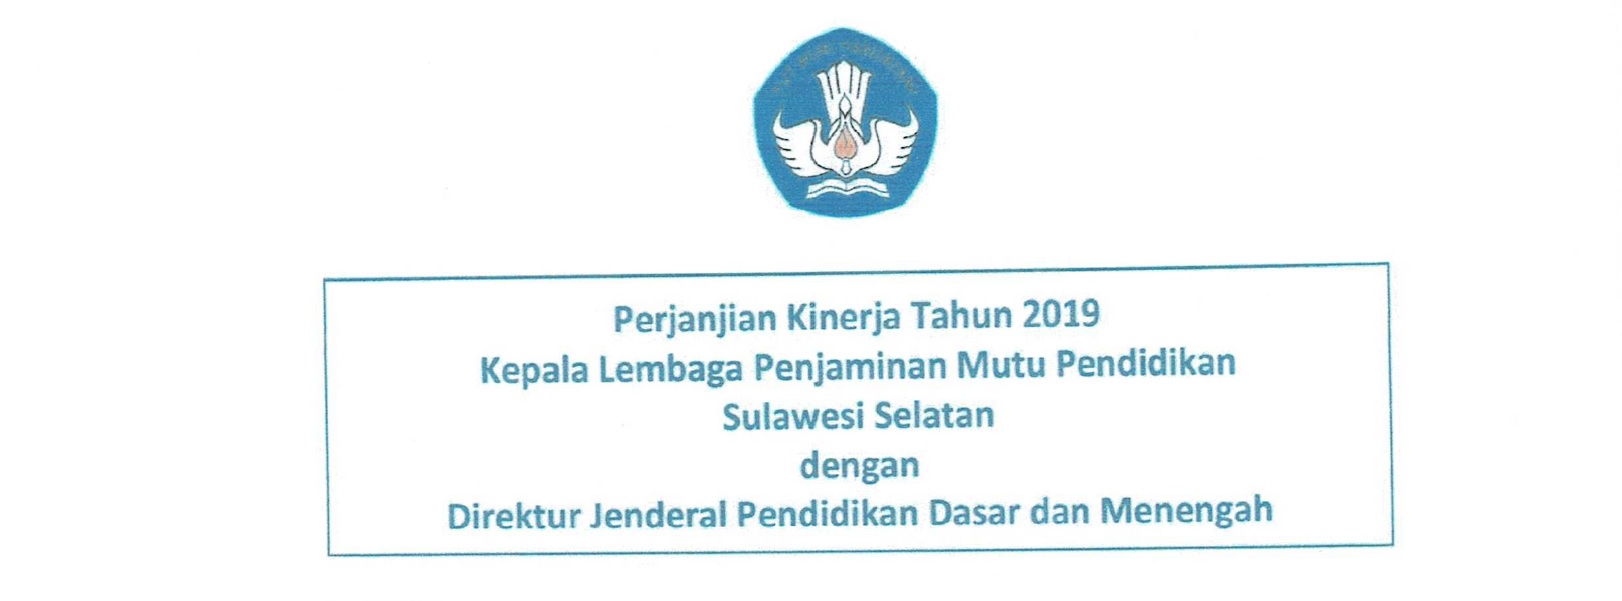 Perjanjian Kinerja Tahun 2019
Kepala Lembaga Penjaminan Mutu Pendidikan
Sulawesi Selatan
dengan
Direktur Jenderal Pendidikan Dasar dan Menengah